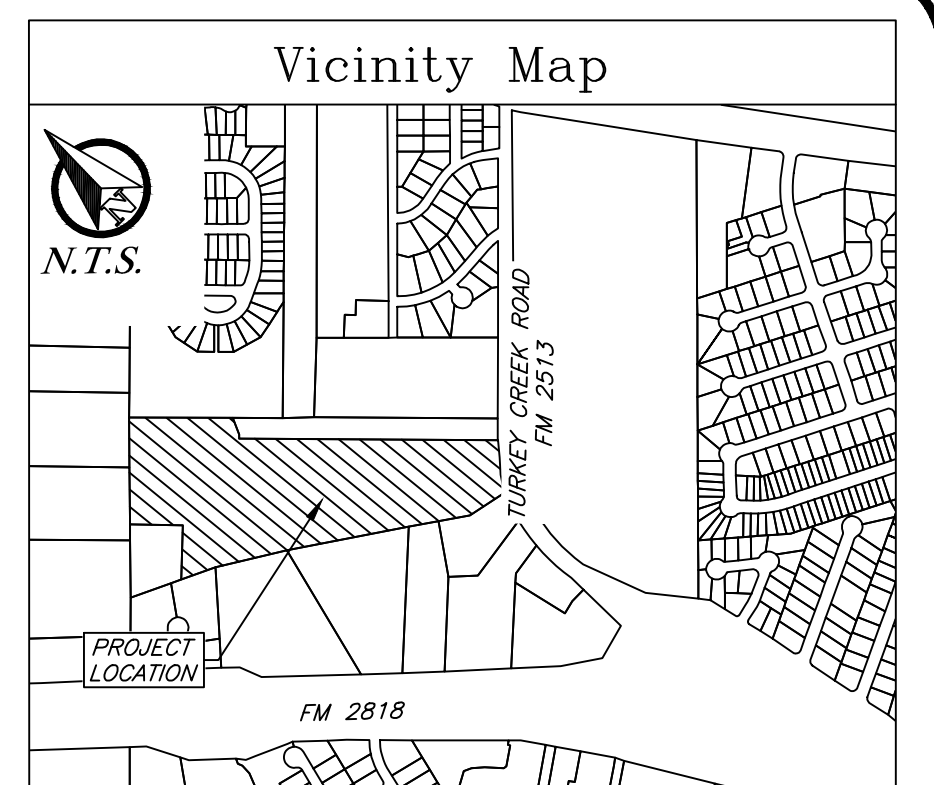 Vicinity Map
N
N.T.S.
TURKEY CREEK ROAD
FM 2513
PROJECT
LOCATION
FM 2818